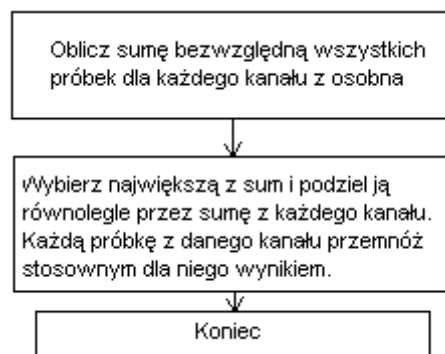 Oblicz sumę bezwzględną wszystkich
próbek dla każdego kanału z osobna
Wybierz największą z sum i podziel ją
równolegle przez sumę z każdego kanału.
Każdą próbkę z danego kanału przemnóż
stosownym dla niego wynikiem.
Koniec